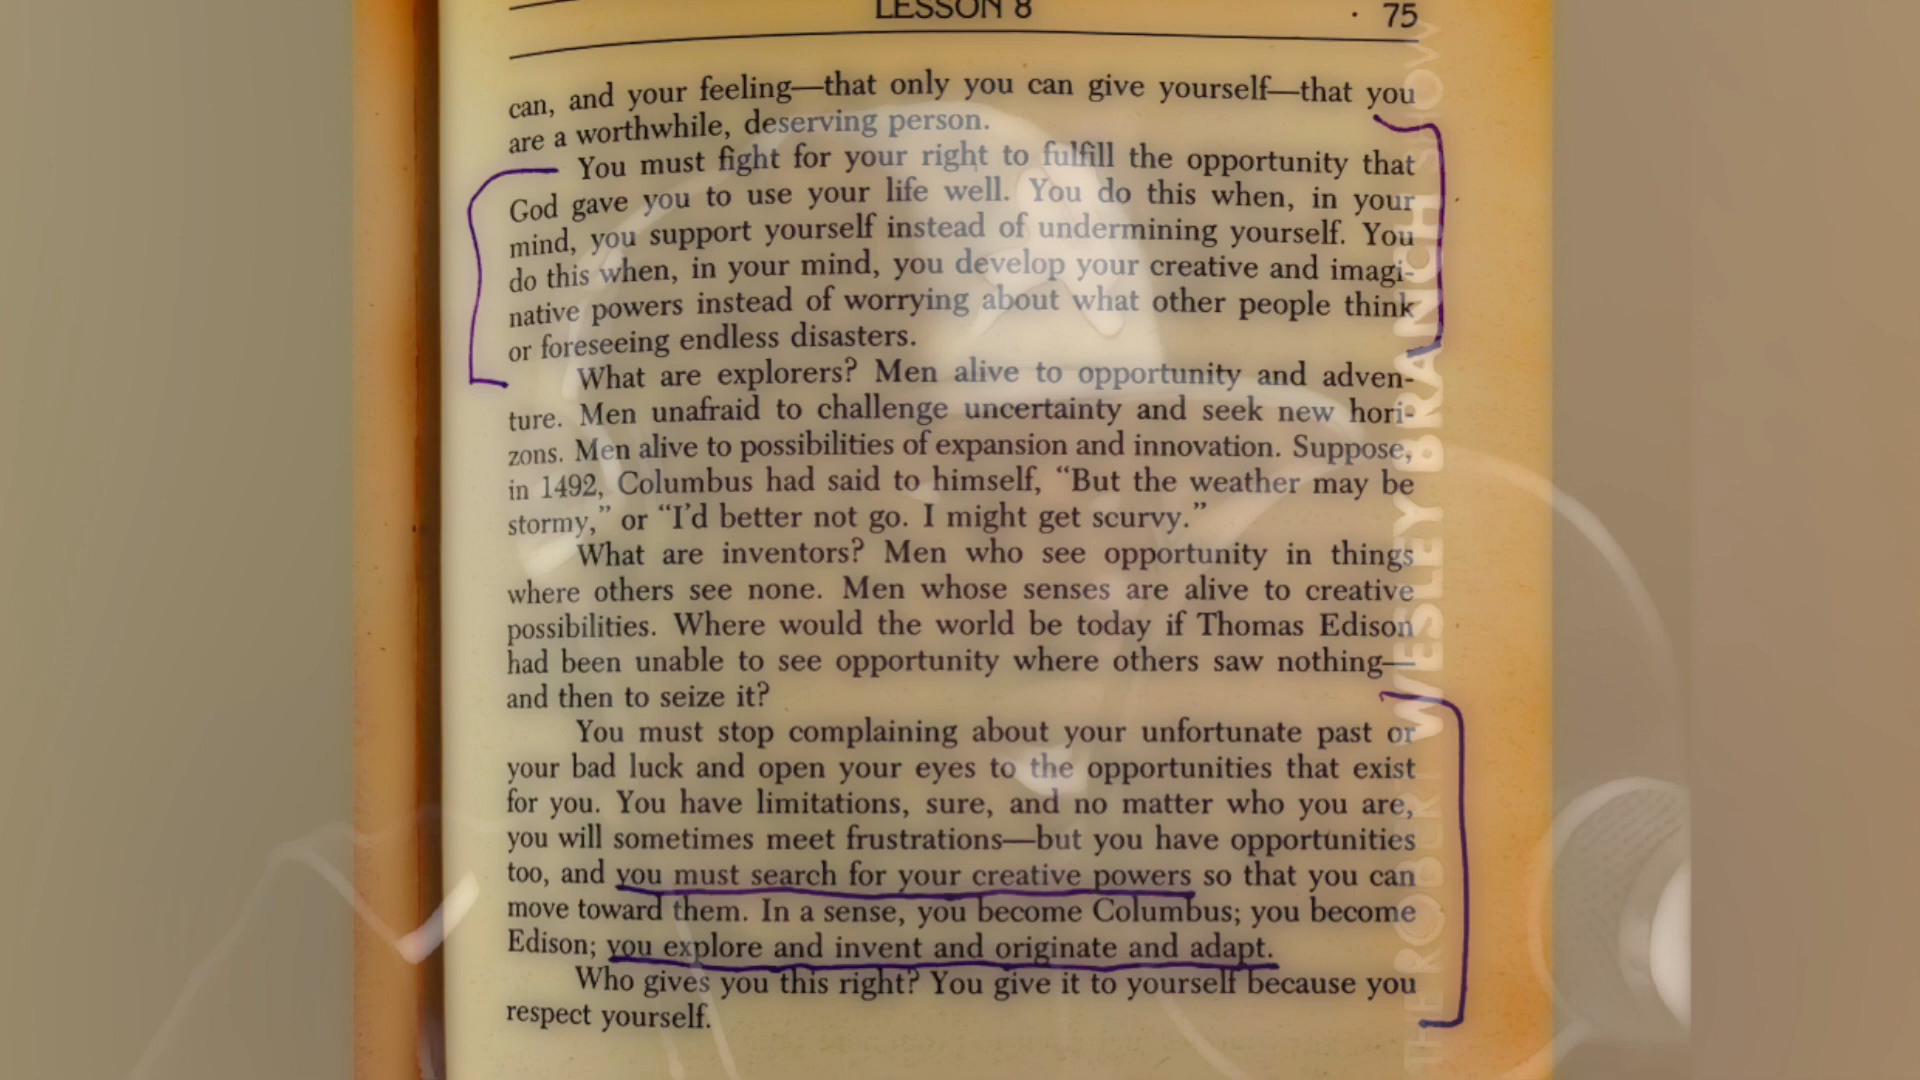 LESSON 8
· 75
can, and your feeling—that only you can give yourself—that you
are a worthwhile, deserving person.
You must fight for your right to fulfill the opportunity that
God gave you to use your life well. You do this when, in your
mind, you support yourself instead of undermining yourself. You
do this when, in your mind, you develop your creative and imagi-
native powers instead of worrying about what other people think
or foreseeing endless disasters.
What are explorers? Men alive to opportunity and adven-
ture. Men unafraid to challenge uncertainty and seek new hori-
zons. Men alive to possibilities of expansion and innovation. Suppose,
in 1492, Columbus had said to himself, “But the weather may be
stormy,” or “I’d better not go. I might get scurvy.”
What are inventors? Men who see opportunity in things
where others see none. Men whose senses are alive to creative
possibilities. Where would the world be today if Thomas Edison
had been unable to see opportunity where others saw nothing—
and then to seize it?
You must stop complaining about your unfortunate past or
your bad luck and open your eyes to the opportunities that exist
for you. You have limitations, sure, and no matter who you are,
you will sometimes meet frustrations—but you have opportunities
too, and you must search for your creative powers so that you can
move toward them. In a sense, you become Columbus; you become
Edison; you explore and invent and originate and adapt.
Who gives you this right? You give it to yourself because you
respect yourself.
THE ROBERT WESLEY BRANCH SHOW